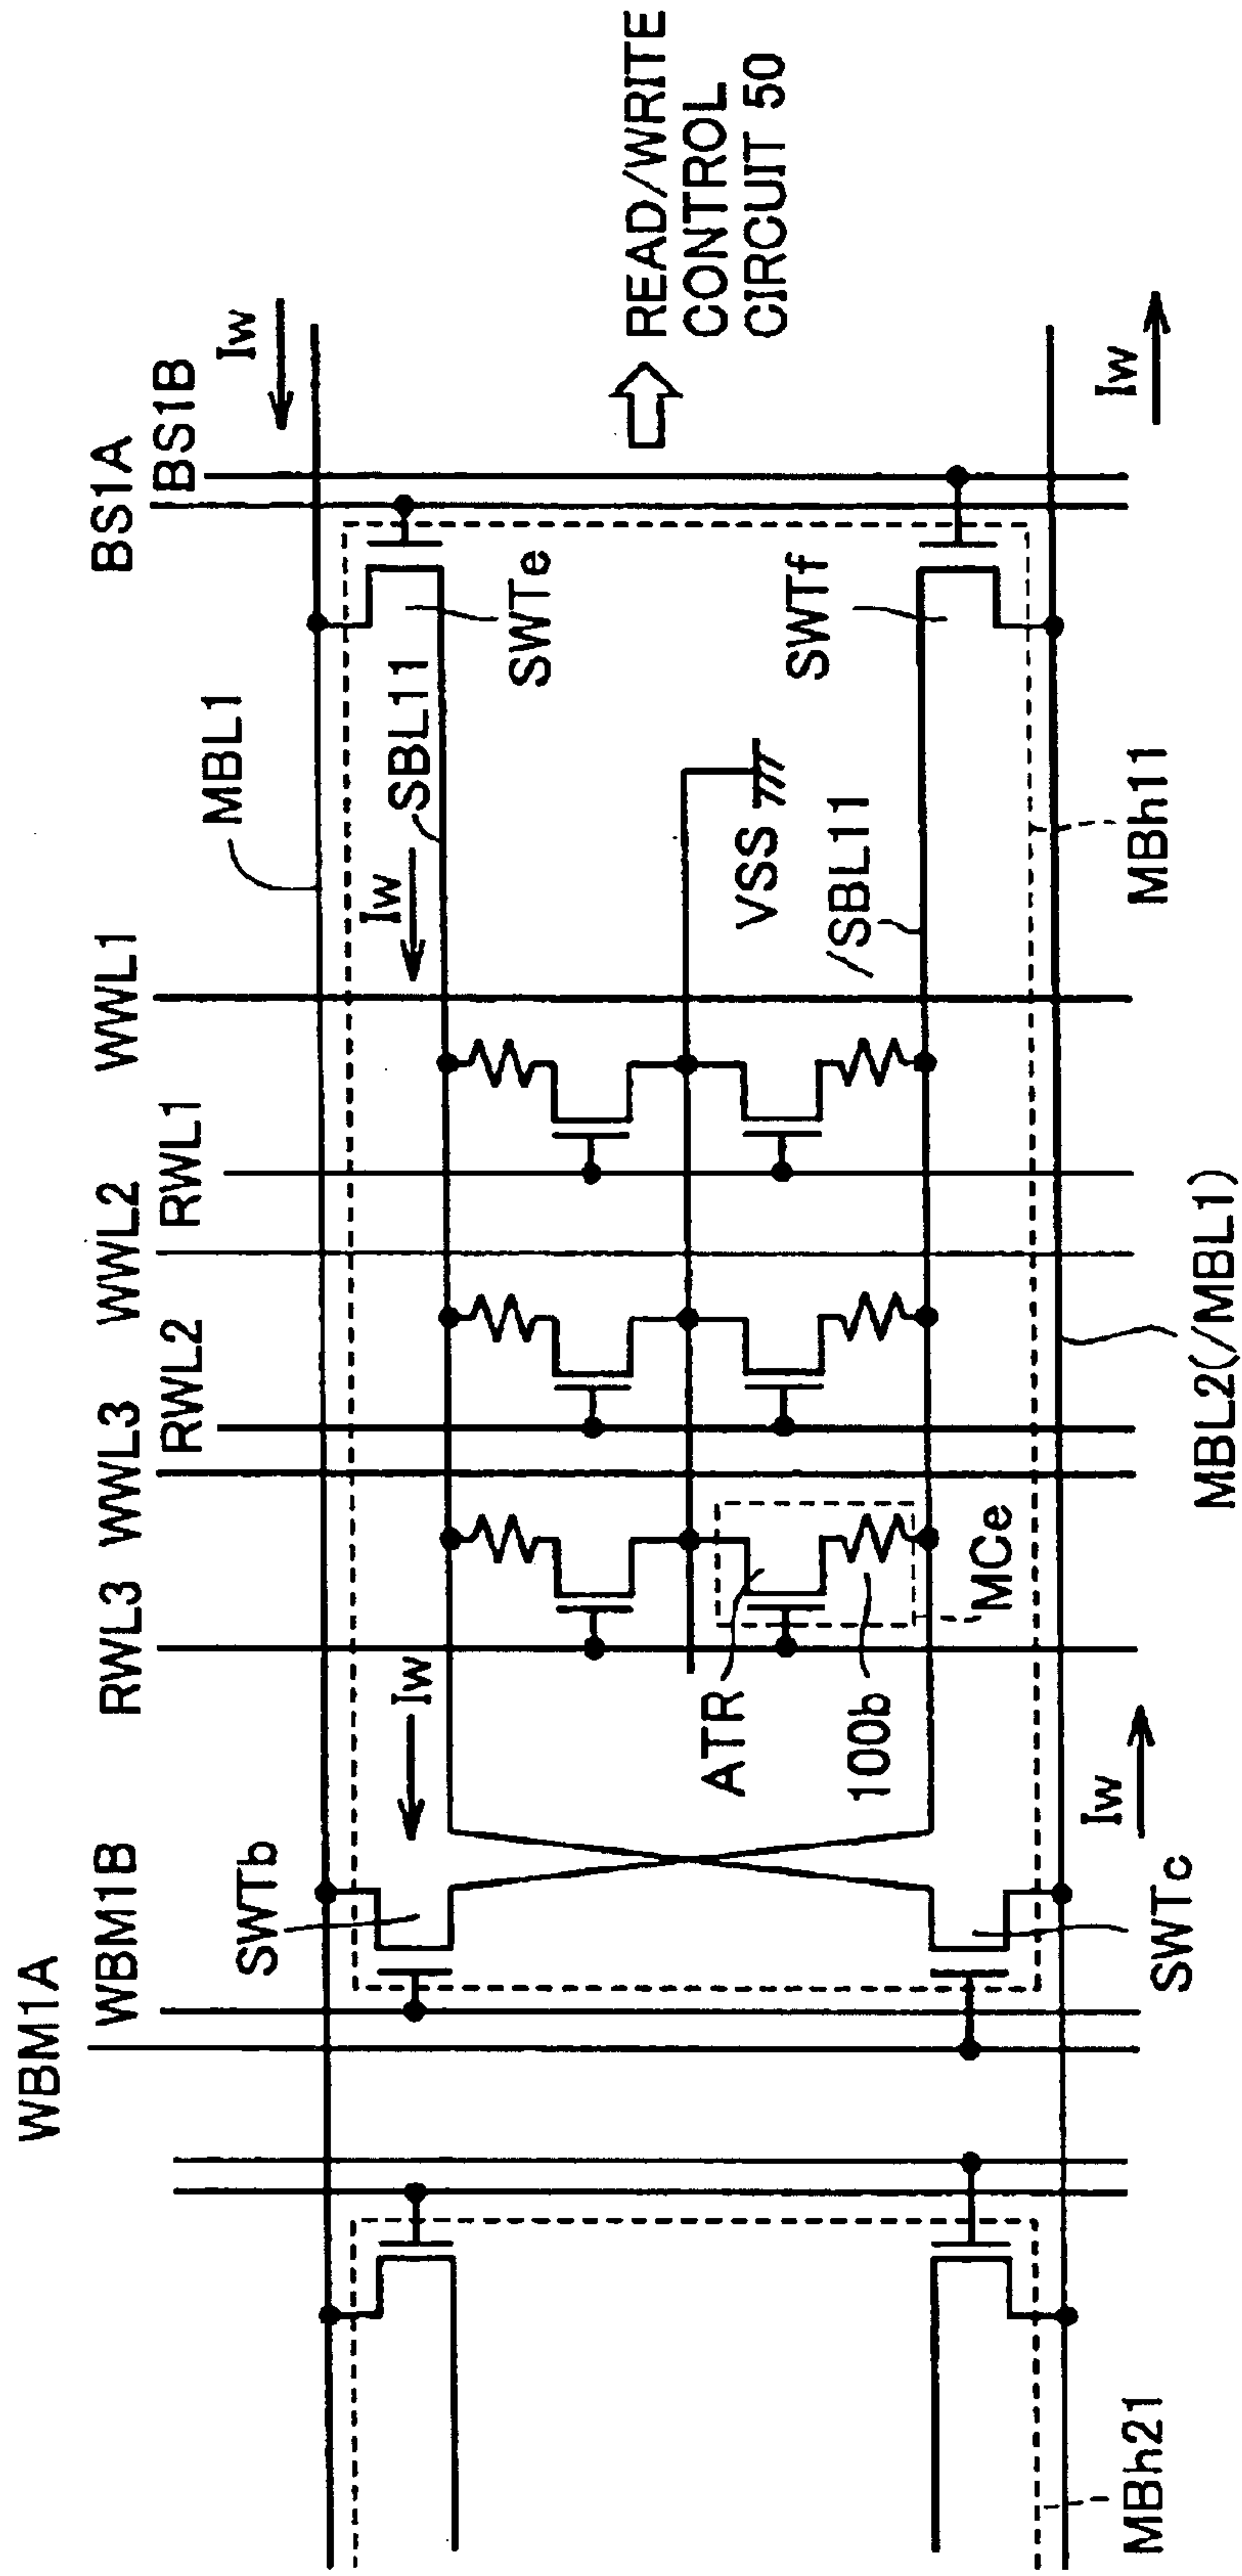 WBM1A
WBM1B
RWL3
WWL3
RWL2
WWL2
RWL1
WWL1
BS1A
BS1B
MBL1
Iw
SWTb
Iw
Iw
SBL11
SWTe
READ/WRITE
CONTROL
CIRCUIT 50
ATR
100b
MCe
VSS
/SBL11
SWTf
SWTc
Iw
MBL2(/MBL1)
MBh11
Iw
MBh21